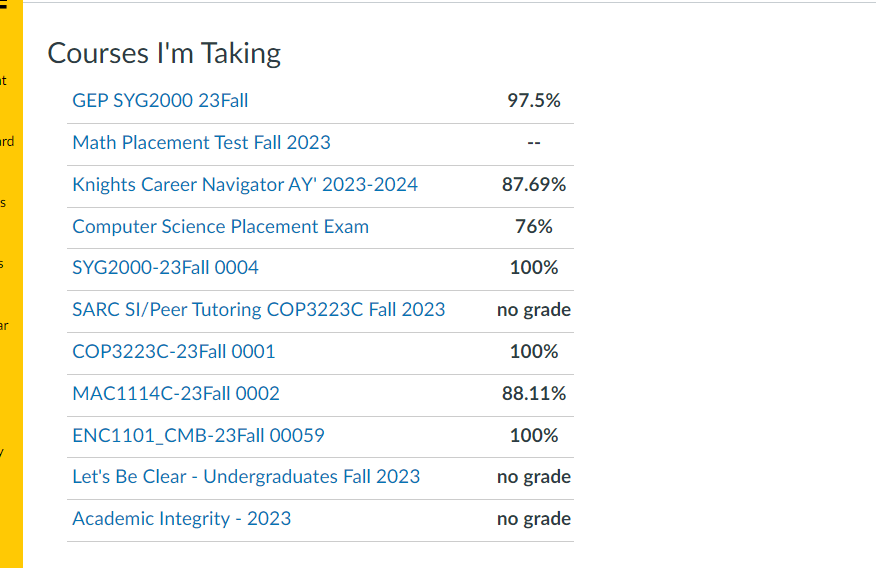 Courses I'm Taking
GEP SYG2000 23Fall 97.5%
Math Placement Test Fall 2023 --
Knights Career Navigator AY' 2023-2024 87.69%
Computer Science Placement Exam 76%
SYG2000-23Fall 0004 100%
SARC SI/Peer Tutoring COP3223C Fall 2023 no grade
COP3223C-23Fall 0001 100%
MAC1114C-23Fall 0002 88.11%
ENC1101_CMB-23Fall 00059 100%
Let's Be Clear - Undergraduates Fall 2023 no grade
Academic Integrity - 2023 no grade